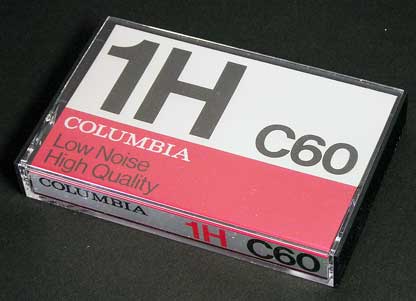 1H
C60
COLUMBIA
Low Noise
High Quality
COLUMBIA 1H C60